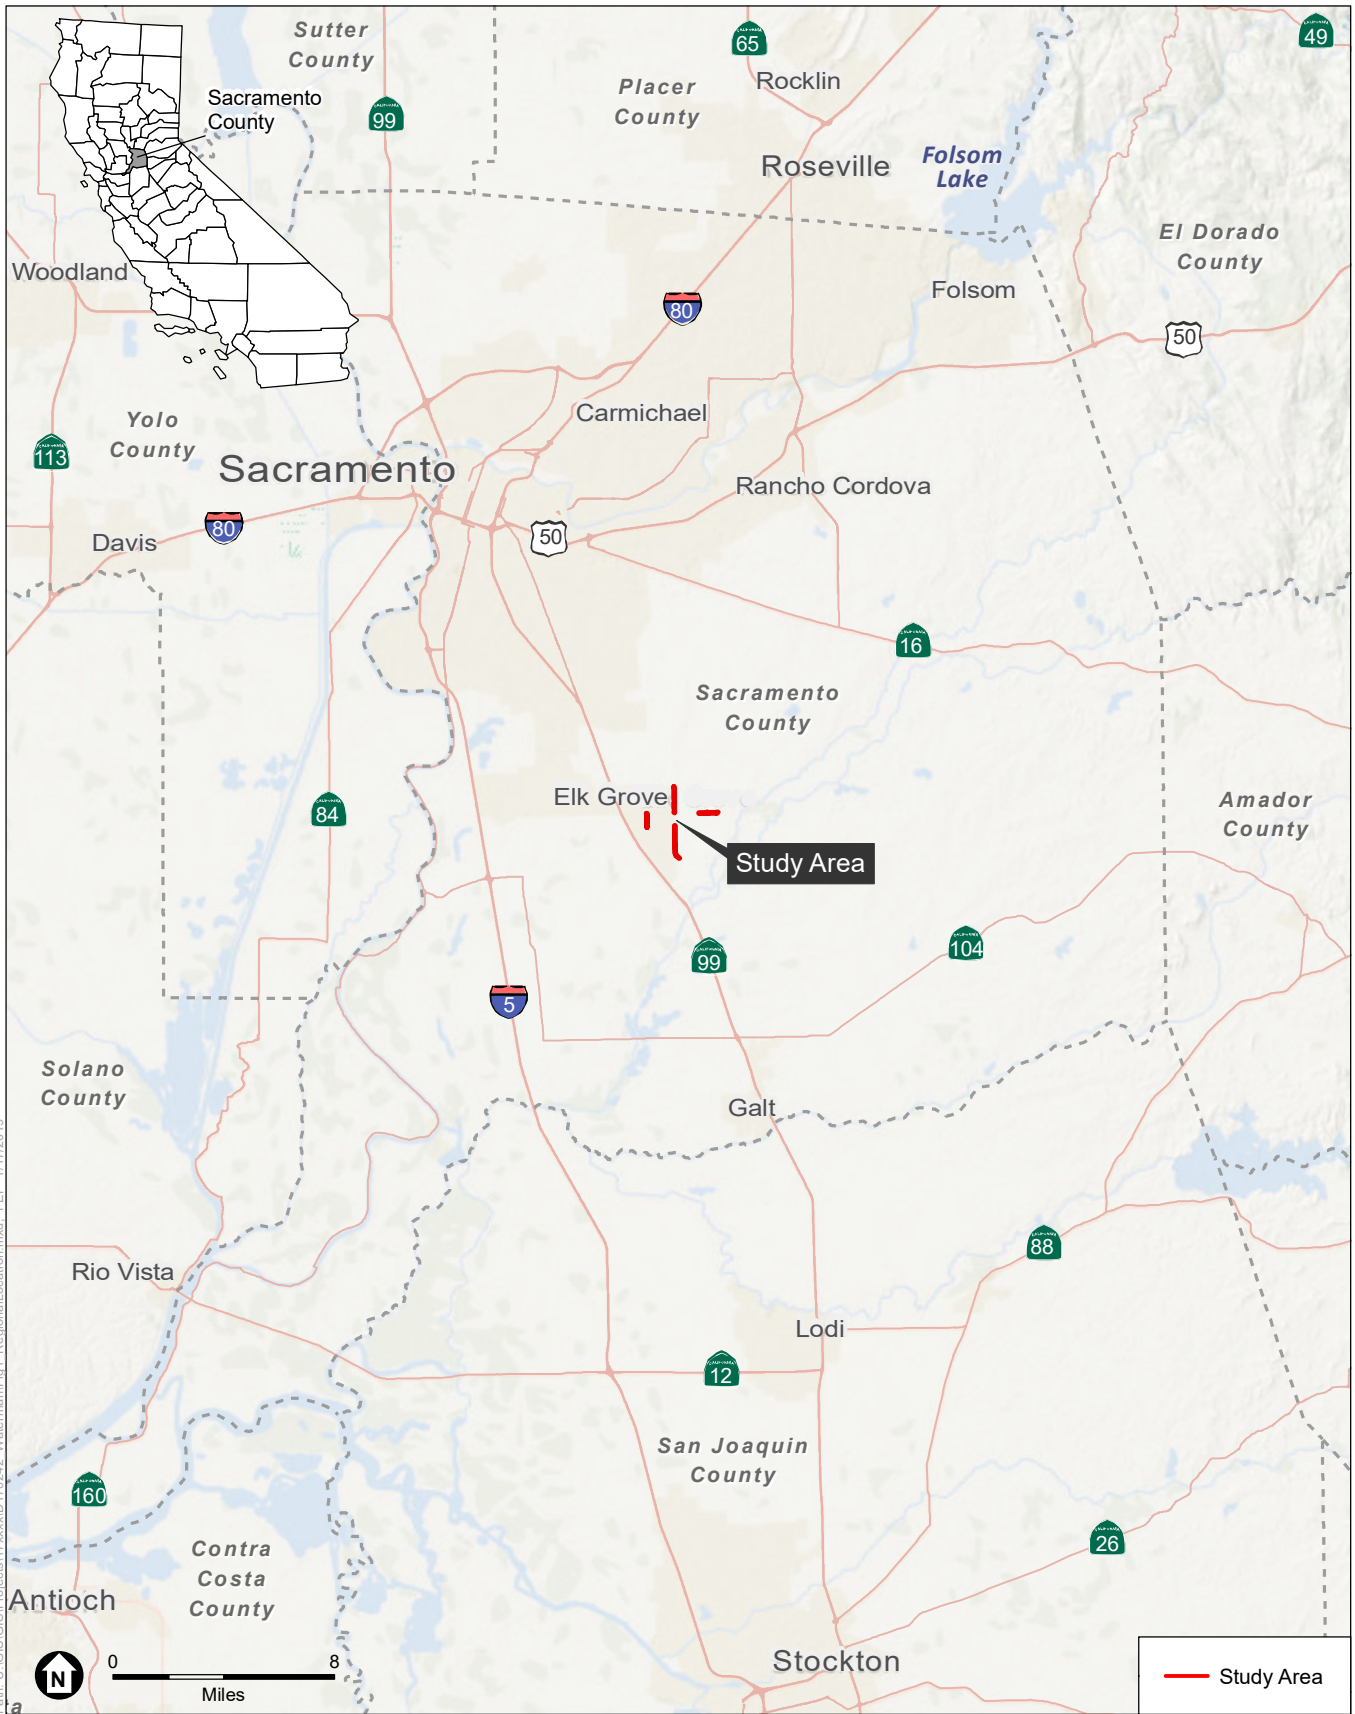 Sutter
County
49
65
Rocklin
Placer
County
Sacramento
County
99
Roseville
Folsom
Lake
El Dorado
County
Woodland
Folsom
80
50
Carmichael
Yolo
County
113
Sacramento
Rancho Cordova
80
50
Davis
16
Sacramento
County
Elk Grove
84
Amador
County
Study Area
104
99
5
Solano
County
Galt
88
Rio Vista
Lodi
12
San Joaquin
County
160
26
Contra
Costa
County
Antioch
N
0
8
Miles
Stockton
Study Area
a